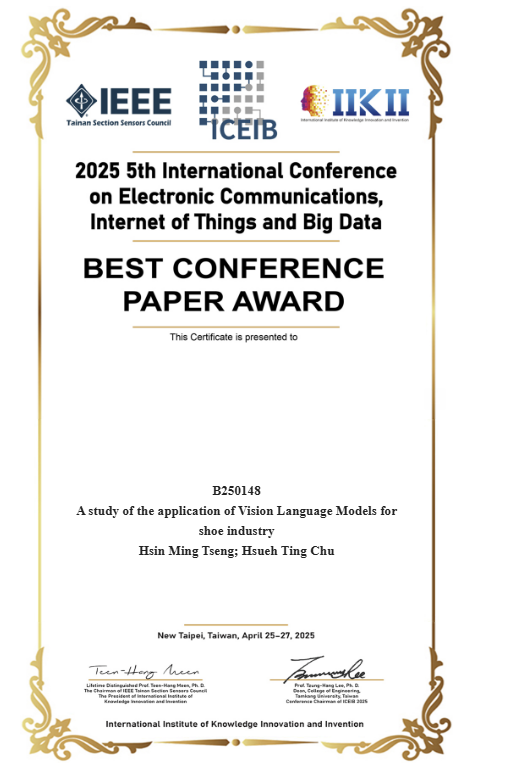 IEEE
Tainan Section Sensors Council
ICEIB
IIKII
International Institute of Knowledge Innovation and Invention
2025 5th International Conference
on Electronic Communications,
Internet of Things and Big Data
BEST CONFERENCE
PAPER AWARD
This Certificate is presented to
B250148
A study of the application of Vision Language Models for
shoe industry
Hsin Ming Tseng; Hsueh Ting Chu
New Taipei, Taiwan, April 25–27, 2025
Teen-Hang Meen
Lifetime Distinguished Prof. Teen-Hang Meen, Ph. D.
The Chairman of IEEE Tainan Section Sensors Council
The President of International Institute of
Knowledge Innovation and Invention
Prof. Tzung-Hang Lee, Ph. D.
Dean, College of Engineering,
Tamkang University, Taiwan
Conference Chairman of ICEIB 2025
International Institute of Knowledge Innovation and Invention